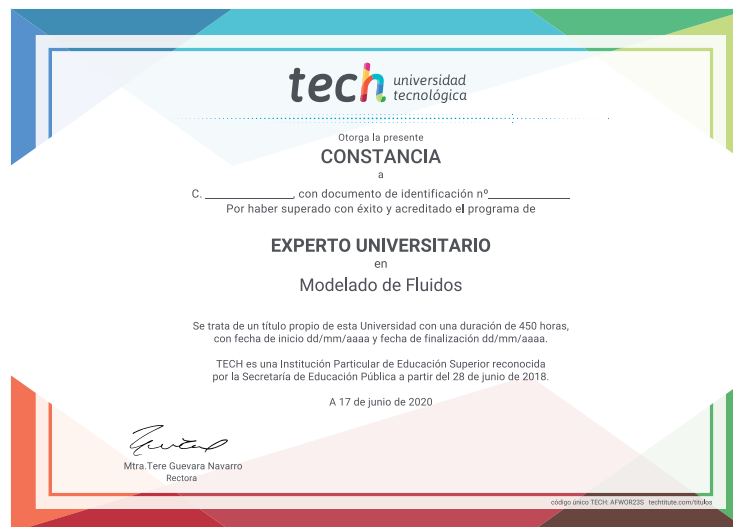 tech universidad
tecnológica
Otorga la presente
CONSTANCIA
a
C. ________________, con documento de identificación nº_______________
Por haber superado con éxito y acreditado el programa de
EXPERTO UNIVERSITARIO
en
Modelado de Fluidos
Se trata de un título propio de esta Universidad con una duración de 450 horas,
con fecha de inicio dd/mm/aaaa y fecha de finalización dd/mm/aaaa.
TECH es una Institución Particular de Educación Superior reconocida
por la Secretaría de Educación Pública a partir del 28 de junio de 2018.
A 17 de junio de 2020
Mtra.Tere Guevara Navarro
Rectora
código único TECH: AFWOR23S techtitute.com/titulos